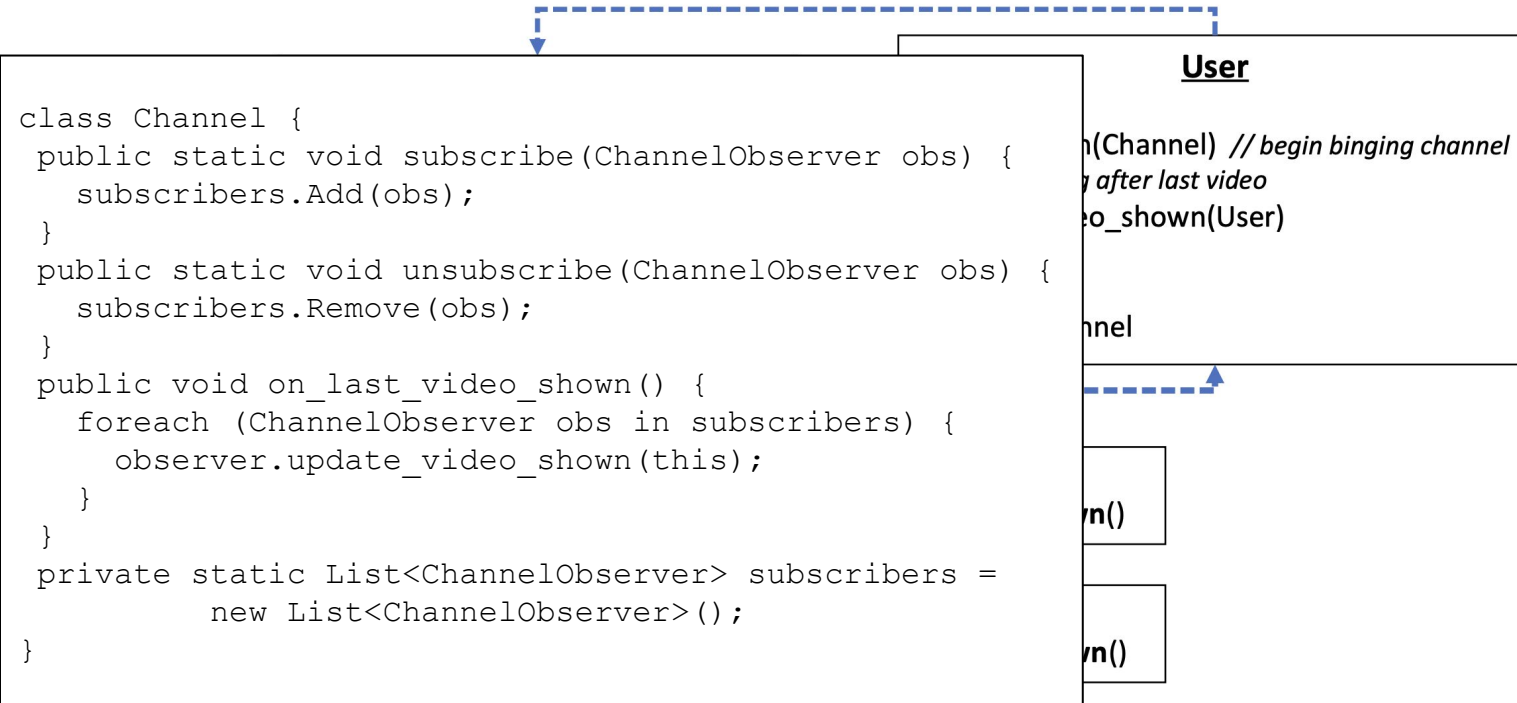 class Channel {
public static void subscribe(ChannelObserver obs) {
subscribers.Add(obs);
}
public static void unsubscribe(ChannelObserver obs) {
subscribers.Remove(obs);
}
public void on_last_video_shown() {
foreach (ChannelObserver obs in subscribers) {
observer.update_video_shown(this);
}
}
private static List<ChannelObserver> subscribers =
new List<ChannelObserver>();
}
User
(Channel) // begin binging channel
after last video
_shown(User)